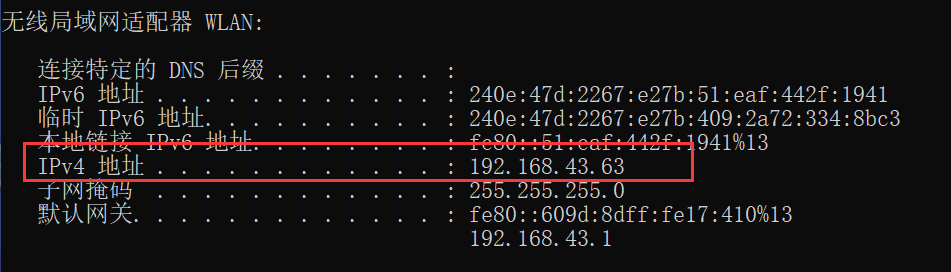 无线局域网适配器 WLAN:
连接特定的 DNS 后缀 . . . . . . . :
IPv6 地址 . . . . . . . . . . . . : 240e:47d:2267:e27b:51:eaf:442f:1941
临时 IPv6 地址. . . . . . . . . . : 240e:47d:2267:e27b:409:2a72:334:8bc3
本地链接 IPv6 地址. . . . . . . . : fe80::51:eaf:442f:1941%13
IPv4 地址 . . . . . . . . . . . . : 192.168.43.63
子网掩码 . . . . . . . . . . . . : 255.255.255.0
默认网关. . . . . . . . . . . . . : fe80::609d:8dff:fe17:410%13
192.168.43.1